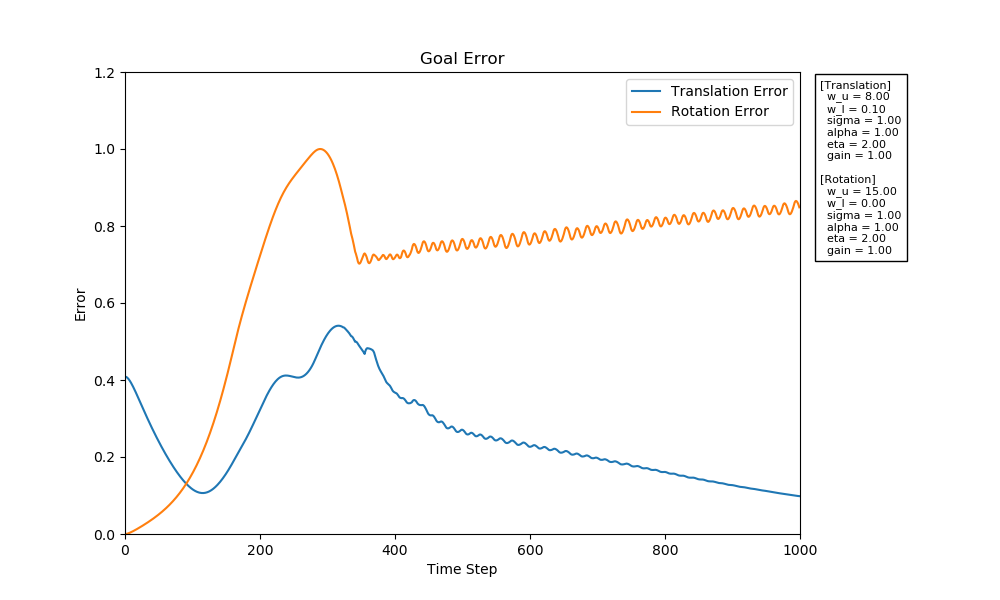 Goal Error
1.2
1.0
0.8
0.6
0.4
0.2
0.0
Error
0
200
400
600
800
1000
Time Step
Translation Error
Rotation Error
[Translation]
w_u = 8.00
w_l = 0.10
sigma = 1.00
alpha = 1.00
eta = 2.00
gain = 1.00
[Rotation]
w_u = 15.00
w_l = 0.00
sigma = 1.00
alpha = 1.00
eta = 2.00
gain = 1.00